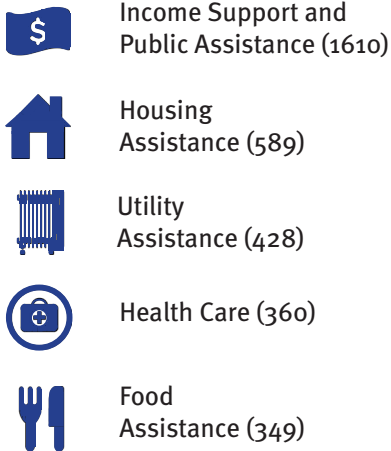 $
Income Support and
Public Assistance (1610)
Housing
Assistance (589)
Utility
Assistance (428)
Health Care (360)
Food
Assistance (349)